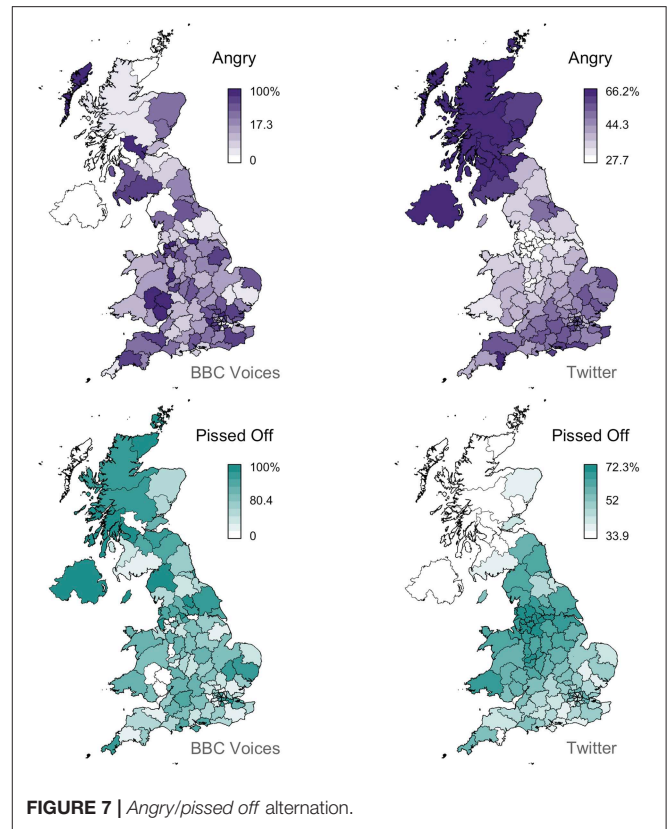 Angry
100%
17.3
0
BBC Voices
Angry
66.2%
44.3
27.7
Twitter
Pissed Off
100%
80.4
0
BBC Voices
Pissed Off
72.3%
52
33.9
Twitter
FIGURE 7 | Angry/pissed off alternation.